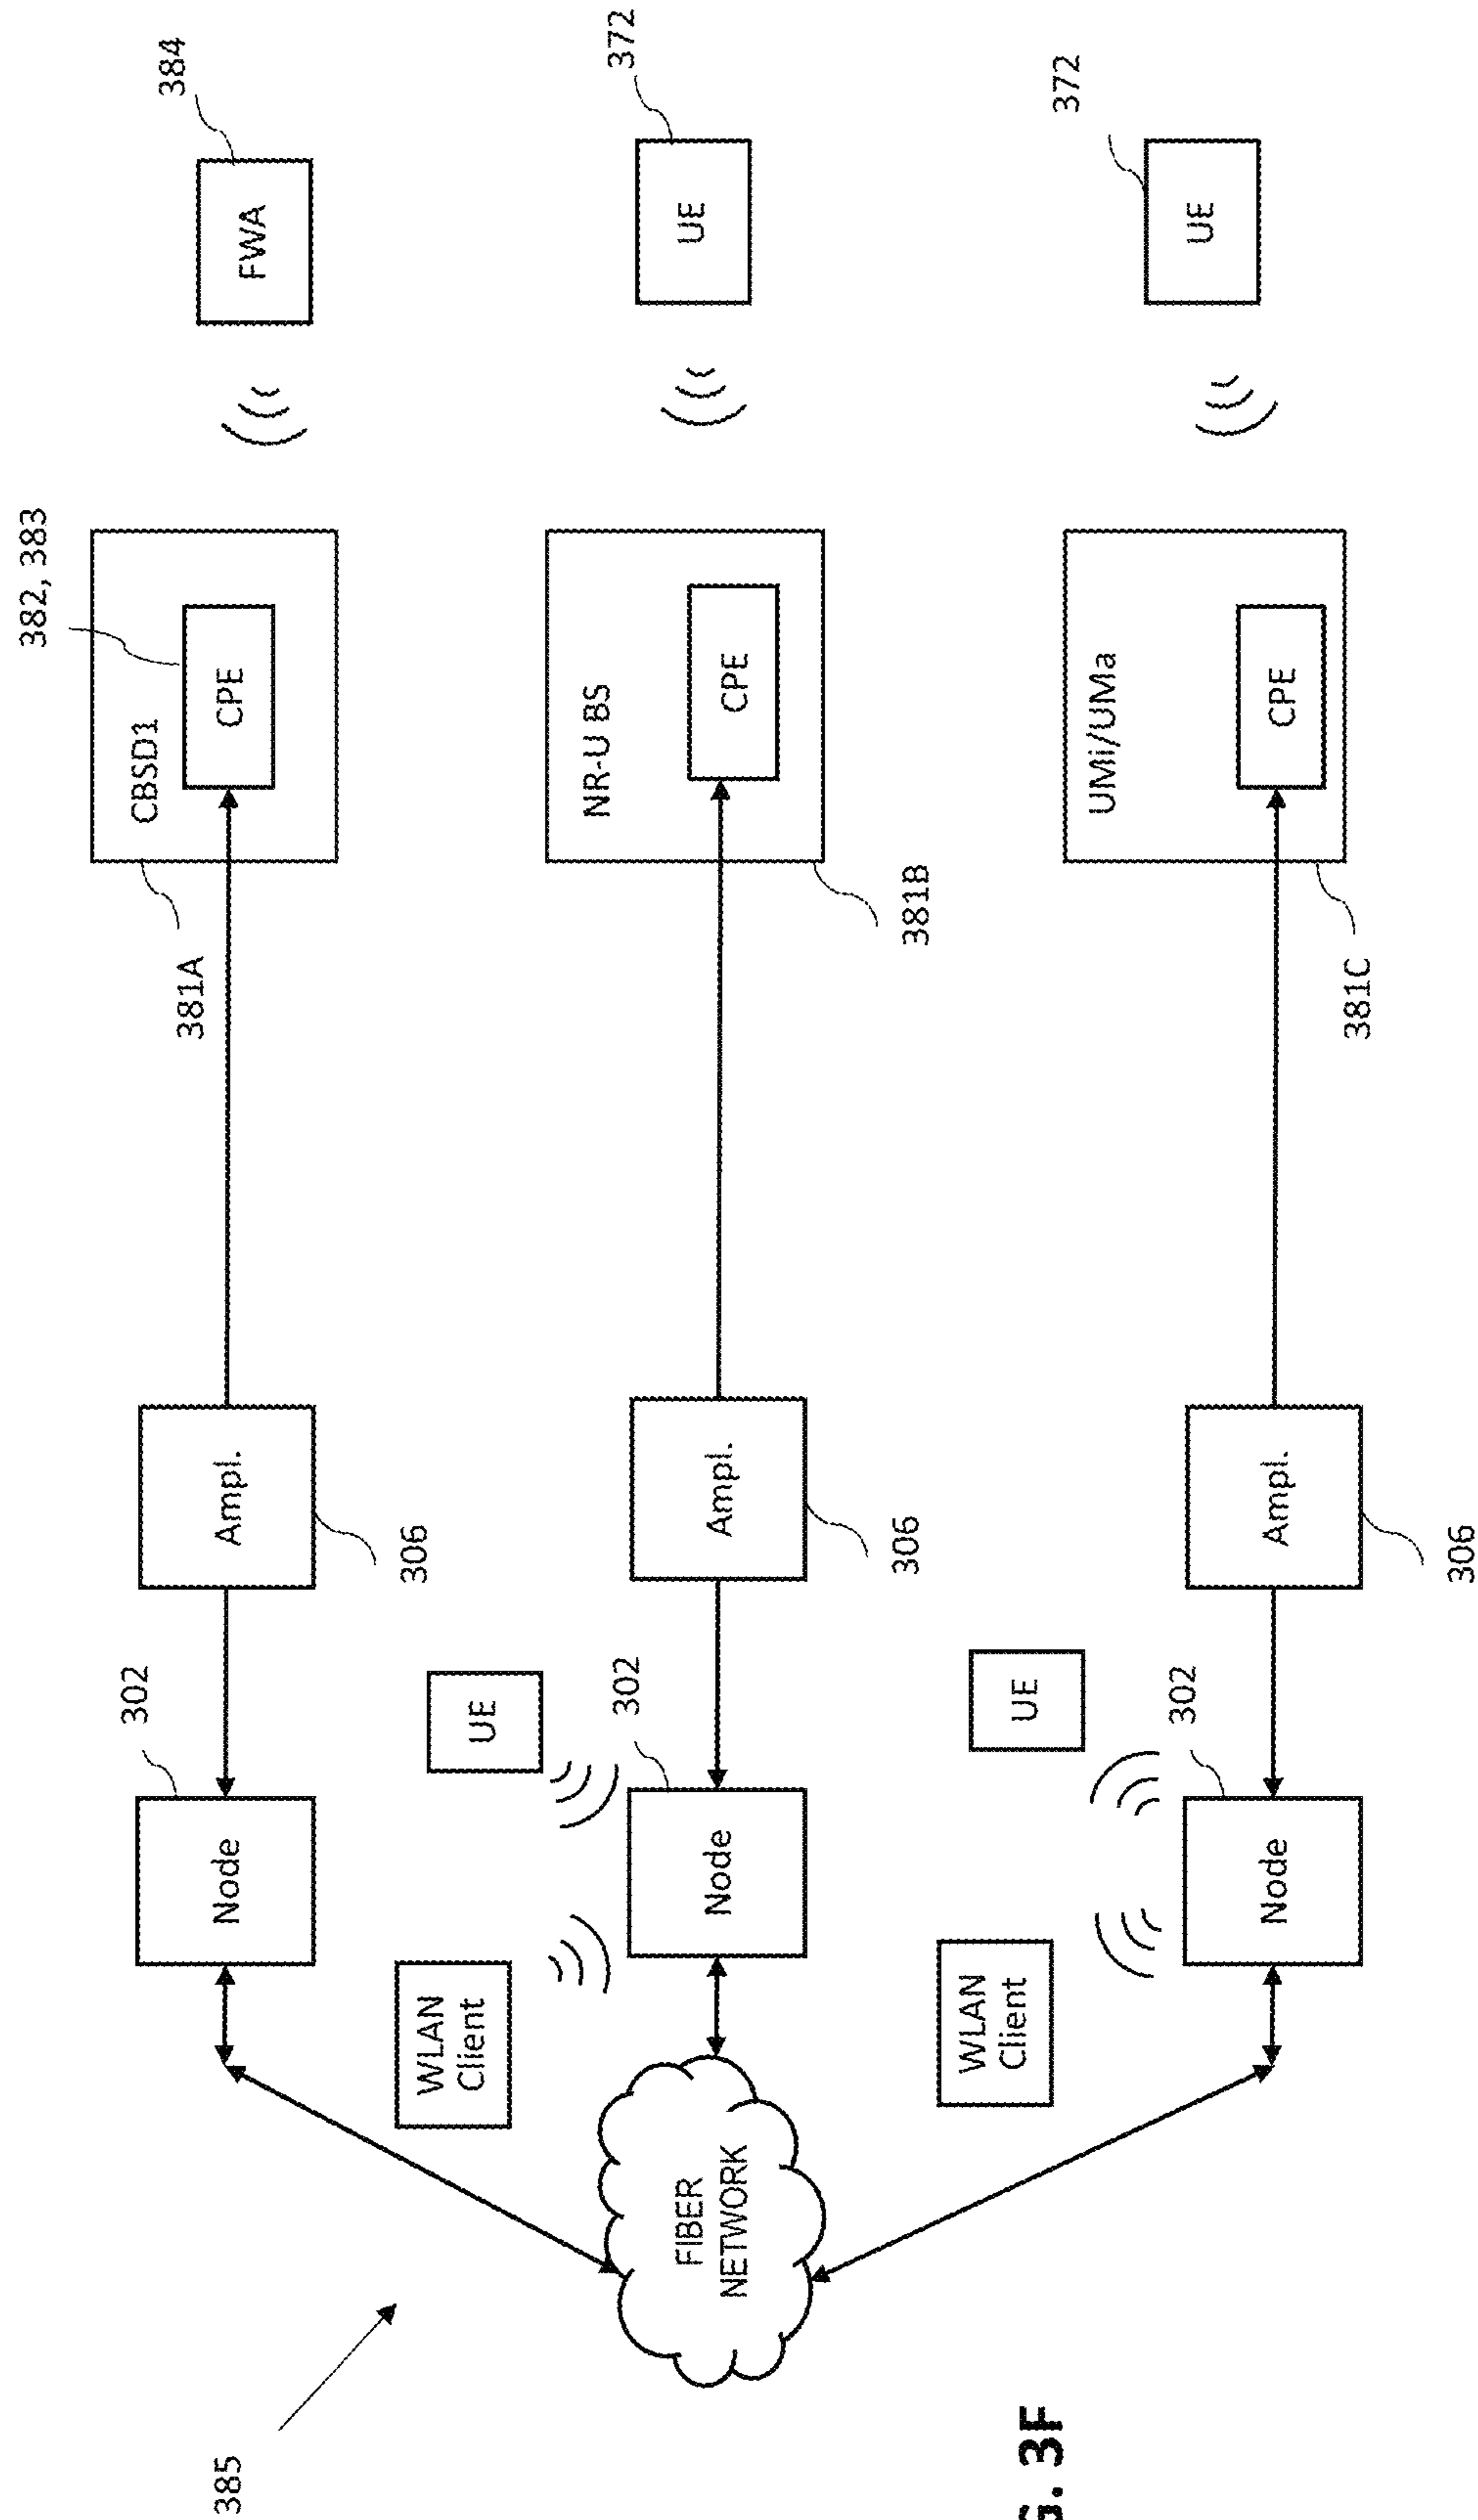 385
302
Node
Ampl.
306
382, 383
CBSD1
CPE
381A
384
FWA
WLAN
Client
UE
FIBER
NETWORK
302
Node
Ampl.
306
NR-U BS
CPE
381B
372
UE
WLAN
Client
UE
302
Node
Ampl.
306
UMi/UMa
CPE
381C
372
UE
G. 3F